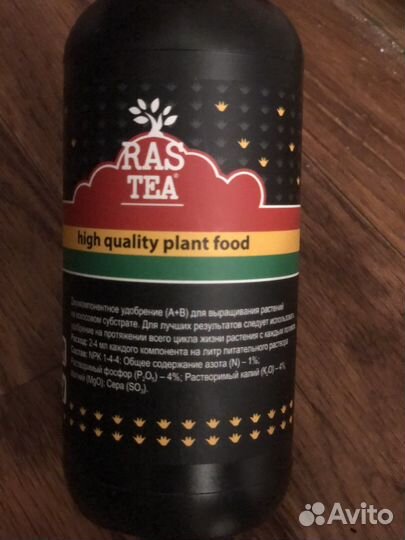 RAS
TEA®
high quality plant food
Двухкомпонентное удобрение (А+В) для выращивания растений
на кокосовом субстрате. Для лучших результатов следует использовать
удобрение на протяжении всего цикла жизни растения с каждым поливом.
Расход: 2-4 мл каждого компонента на литр питательного раствора
Состав: NPK 1-4-4: Общее содержание азота (N) – 1%;
Растворимый фосфор (P₂O₅) – 4%; Растворимый калий (K₂O) – 4%;
Магний (MgO); Сера (SO₃).
Avito